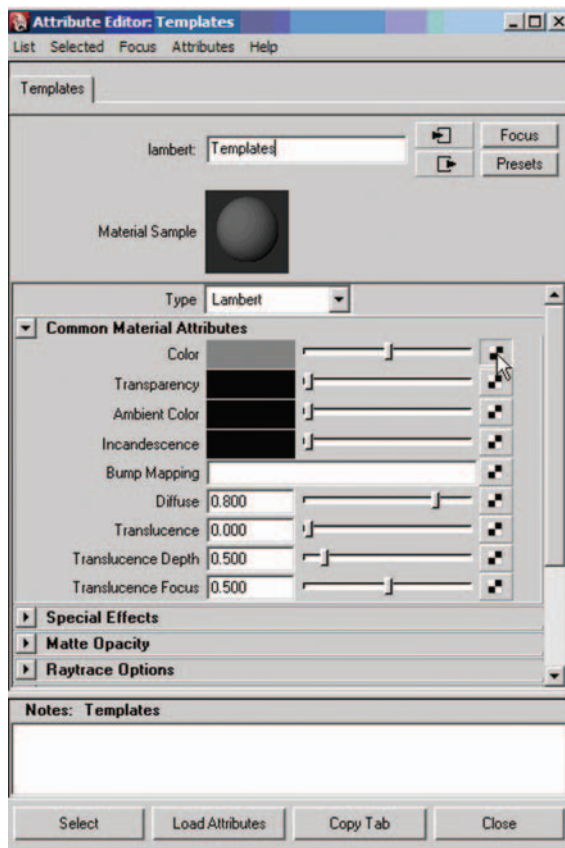 Attribute Editor: Templates
List Selected Focus Attributes Help
Templates
lambert: Templates
Focus
Presets
Material Sample
Type Lambert
Common Material Attributes
Color
Transparency
Ambient Color
Incandescence
Bump Mapping
Diffuse 0.800
Translucence 0.000
Translucence Depth 0.500
Translucence Focus 0.500
Special Effects
Matte Opacity
Raytrace Options
Notes: Templates
Select Load Attributes Copy Tab Close